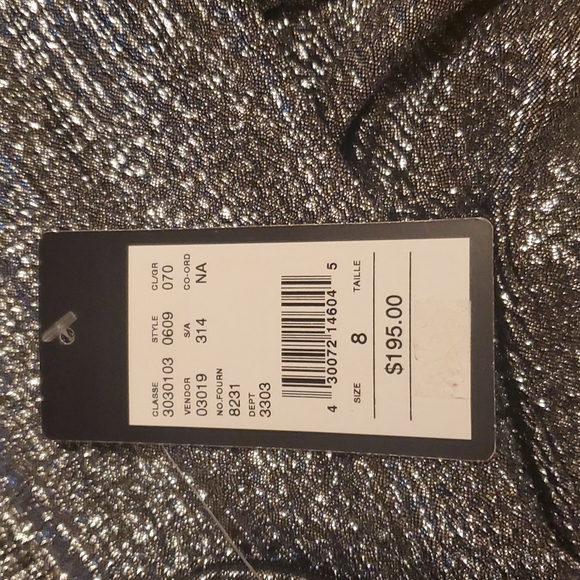 CLASSE STYLE CL/GR
3030103 0609 070
VENDOR S/A CO-ORD
03019 314 NA
NO.FOURN
8231
DEPT
3303
4 30072 14604 5
SIZE 8 TAILLE
$195.00